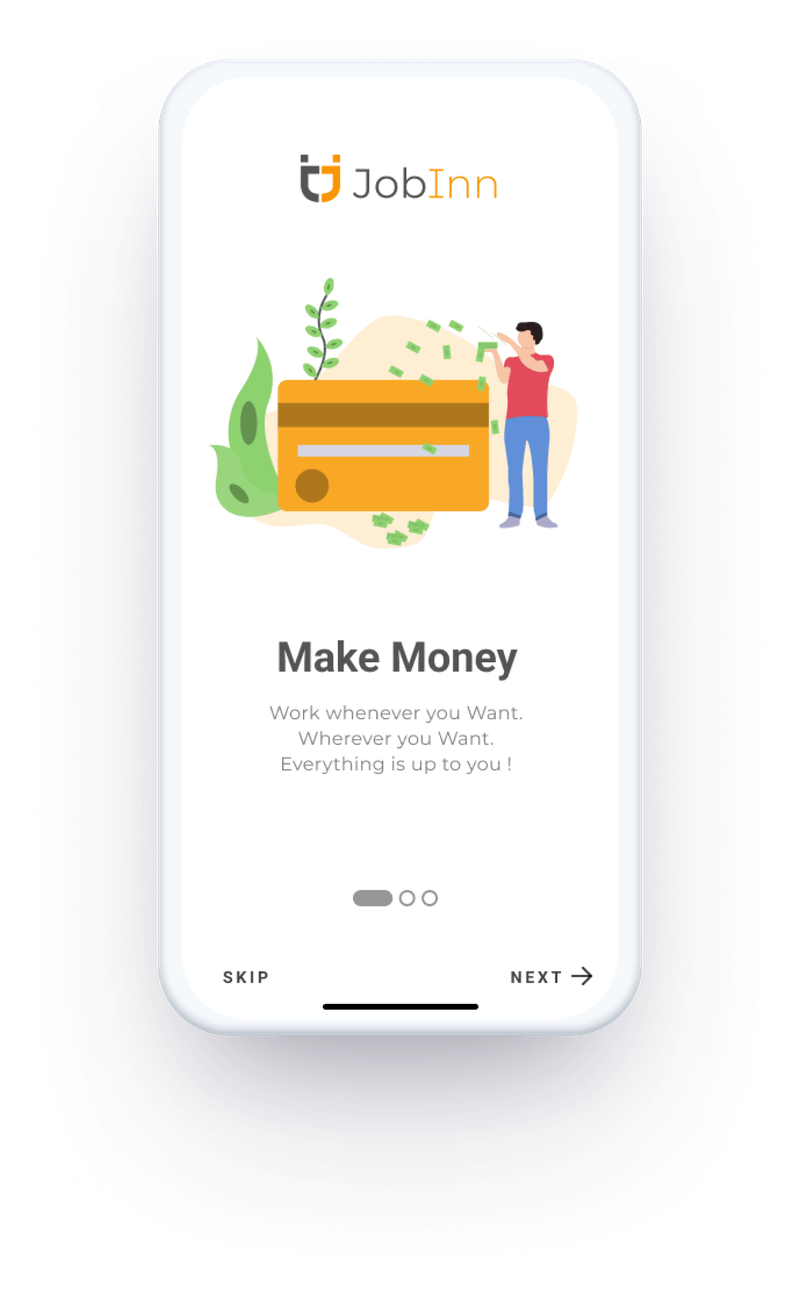 JobInn
Make Money
Work whenever you Want.
Wherever you Want.
Everything is up to you !
SKIP
NEXT →